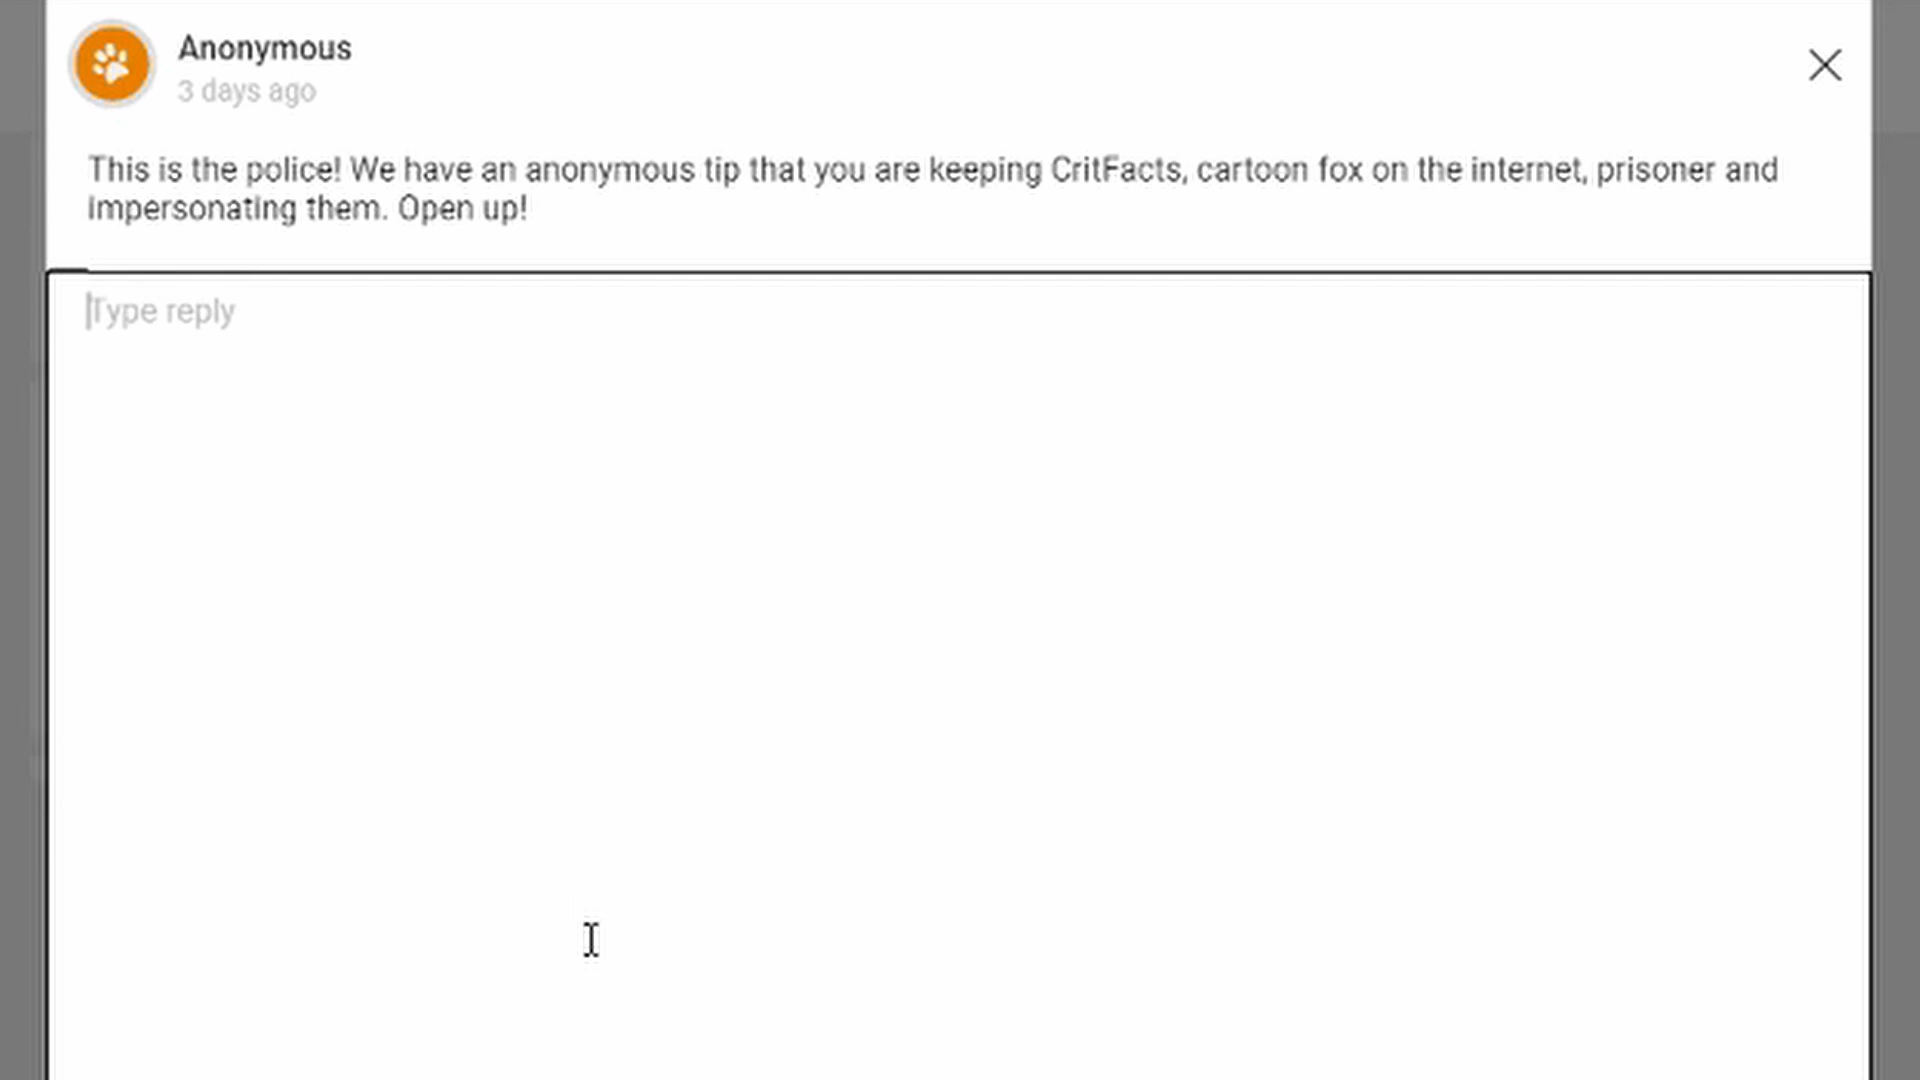 Anonymous
3 days ago
This is the police! We have an anonymous tip that you are keeping CritFacts, cartoon fox on the internet, prisoner and
impersonating them. Open up!
Type reply